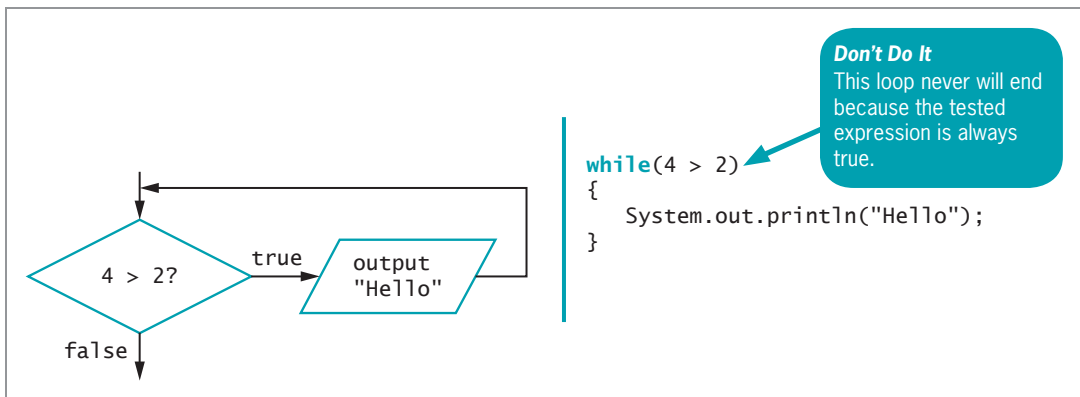 4 > 2?
true
output
"Hello"
false
Don't Do It
This loop never will end
because the tested
expression is always
true.
while(4 > 2)
{
   System.out.println("Hello");
}